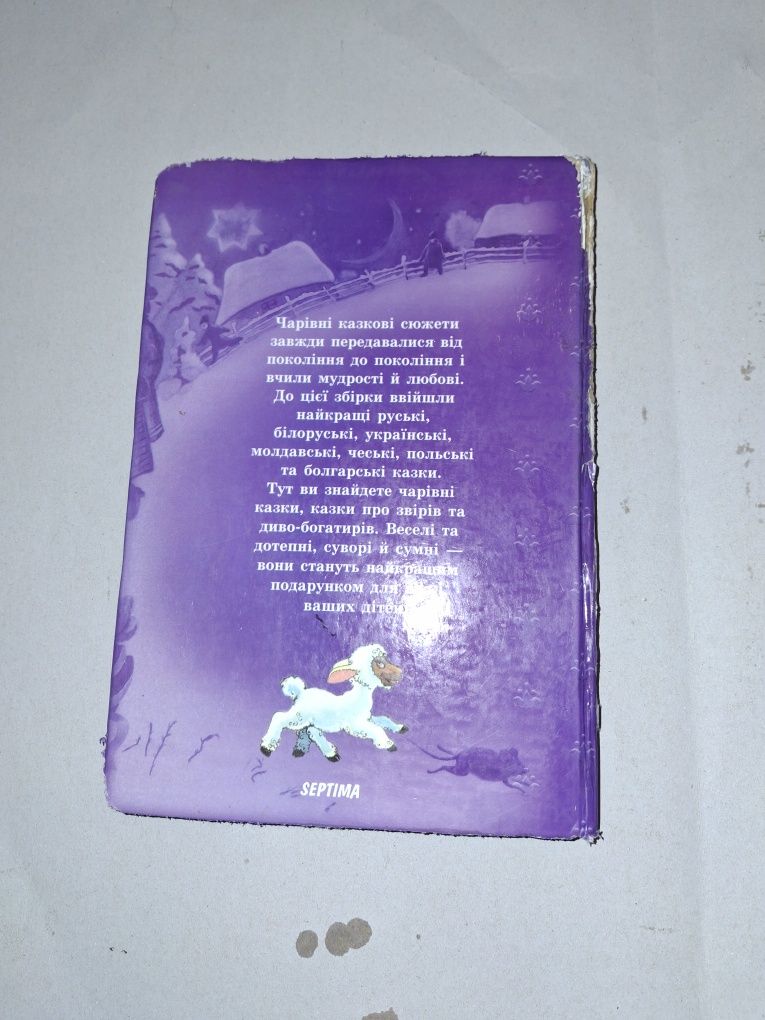 Чарівні казкові сюжети
завжди передавалися від
покоління до покоління і
вчили мудрості й любові.
До цієї збірки ввійшли
найкращі руські,
білоруські, українські,
молдавські, чеські, польські
та болгарські казки.
Тут ви знайдете чарівні
казки, казки про звірів та
диво-богатирів. Веселі та
дотепні, суворі й сумні —
вони стануть найкращим
подарунком для
ваших дітей
SEPTIMA